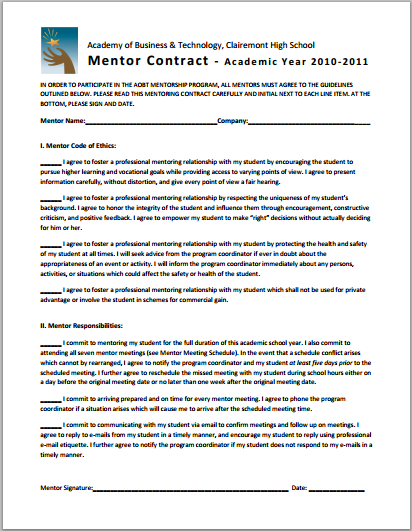 Academy of Business & Technology, Clairemont High School
Mentor Contract - Academic Year 2010-2011
IN ORDER TO PARTICIPATE IN THE AOBT MENTORSHIP PROGRAM, ALL MENTORS MUST AGREE TO THE GUIDELINES
OUTLINED BELOW. PLEASE READ THIS MENTORING CONTRACT CAREFULLY AND INITIAL NEXT TO EACH LINE ITEM. AT THE
BOTTOM, PLEASE SIGN AND DATE.
Mentor Name:___________________________________Company:________________________________
I. Mentor Code of Ethics:
______ I agree to foster a professional mentoring relationship with my student by encouraging the student to
pursue higher learning and vocational goals while providing access to varying points of view. I agree to present
information carefully, without distortion, and give every point of view a fair hearing.
______ I agree to foster a professional mentoring relationship by respecting the uniqueness of my student's
background. I agree to honor the integrity of the student and influence them through encouragement, constructive
criticism, and positive feedback. I agree to empower my student to make "right" decisions without actually deciding
for him or her.
______ I agree to foster a professional mentoring relationship with my student by protecting the health and safety
of my student at all times. I will seek advice from the program coordinator if ever in doubt about the
appropriateness of an event or activity. I will inform the program coordinator immediately about any persons,
activities, or situations which could affect the safety or health of the student.
______ I agree to foster a professional mentoring relationship with my student which shall not be used for private
advantage or involve the student in schemes for commercial gain.
II. Mentor Responsibilities:
______ I commit to mentoring my student for the full duration of this academic school year. I also commit to
attending all seven mentor meetings (see Mentor Meeting Schedule). In the event that a schedule conflict arises
which cannot by rearranged, I agree to notify the program coordinator and my student at least five days prior to the
scheduled meeting. I further agree to reschedule the missed meeting with my student during school hours either on
a day before the original meeting date or no later than one week after the original meeting date.
______ I commit to arriving prepared and on time for every mentor meeting. I agree to phone the program
coordinator if a situation arises which will cause me to arrive after the scheduled meeting time.
______ I commit to communicating with my student via email to confirm meetings and follow up on meetings. I
agree to reply to e-mails from my student in a timely manner, and encourage my student to reply using professional
e-mail etiquette. I further agree to notify the program coordinator if my student does not respond to my e-mails in a
timely manner.
Mentor Signature:___________________________________________________ Date: _______________